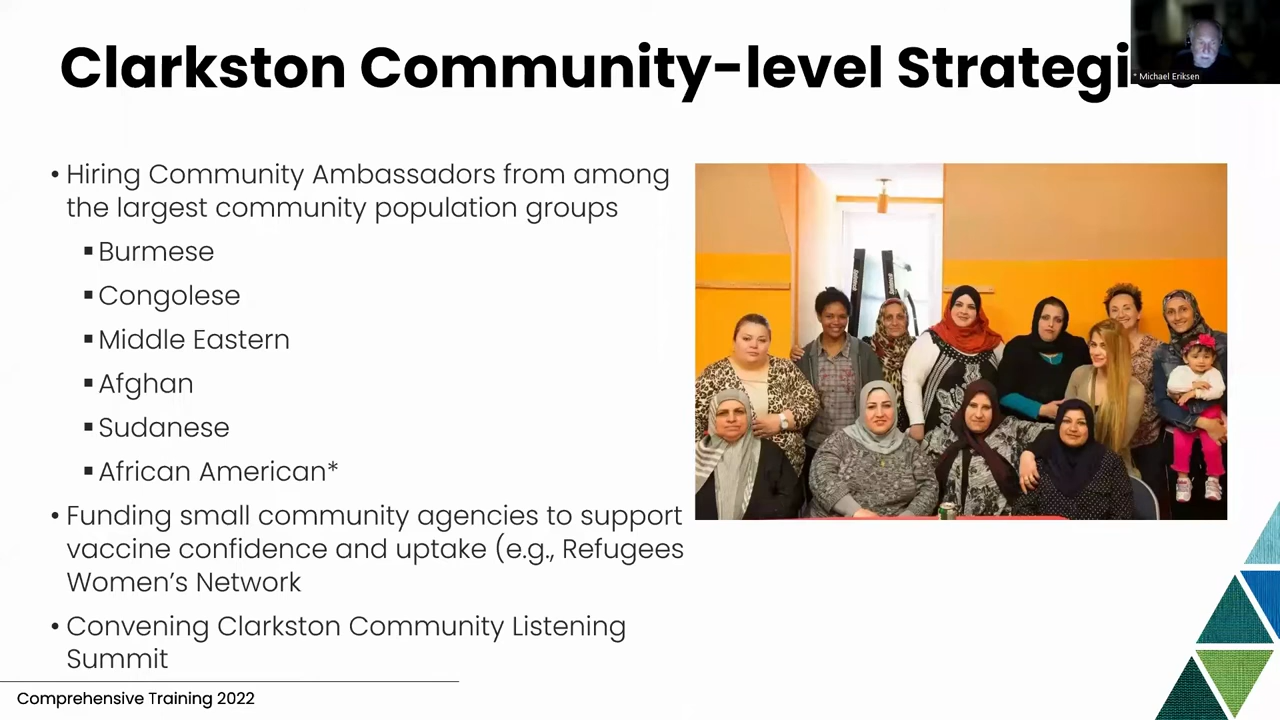 Clarkston Community-level Strategi
* Michael Eriksen
• Hiring Community Ambassadors from among
the largest community population groups
▪ Burmese
▪ Congolese
▪ Middle Eastern
▪ Afghan
▪ Sudanese
▪ African American*
• Funding small community agencies to support
vaccine confidence and uptake (e.g., Refugees
Women’s Network
• Convening Clarkston Community Listening
Summit
Comprehensive Training 2022